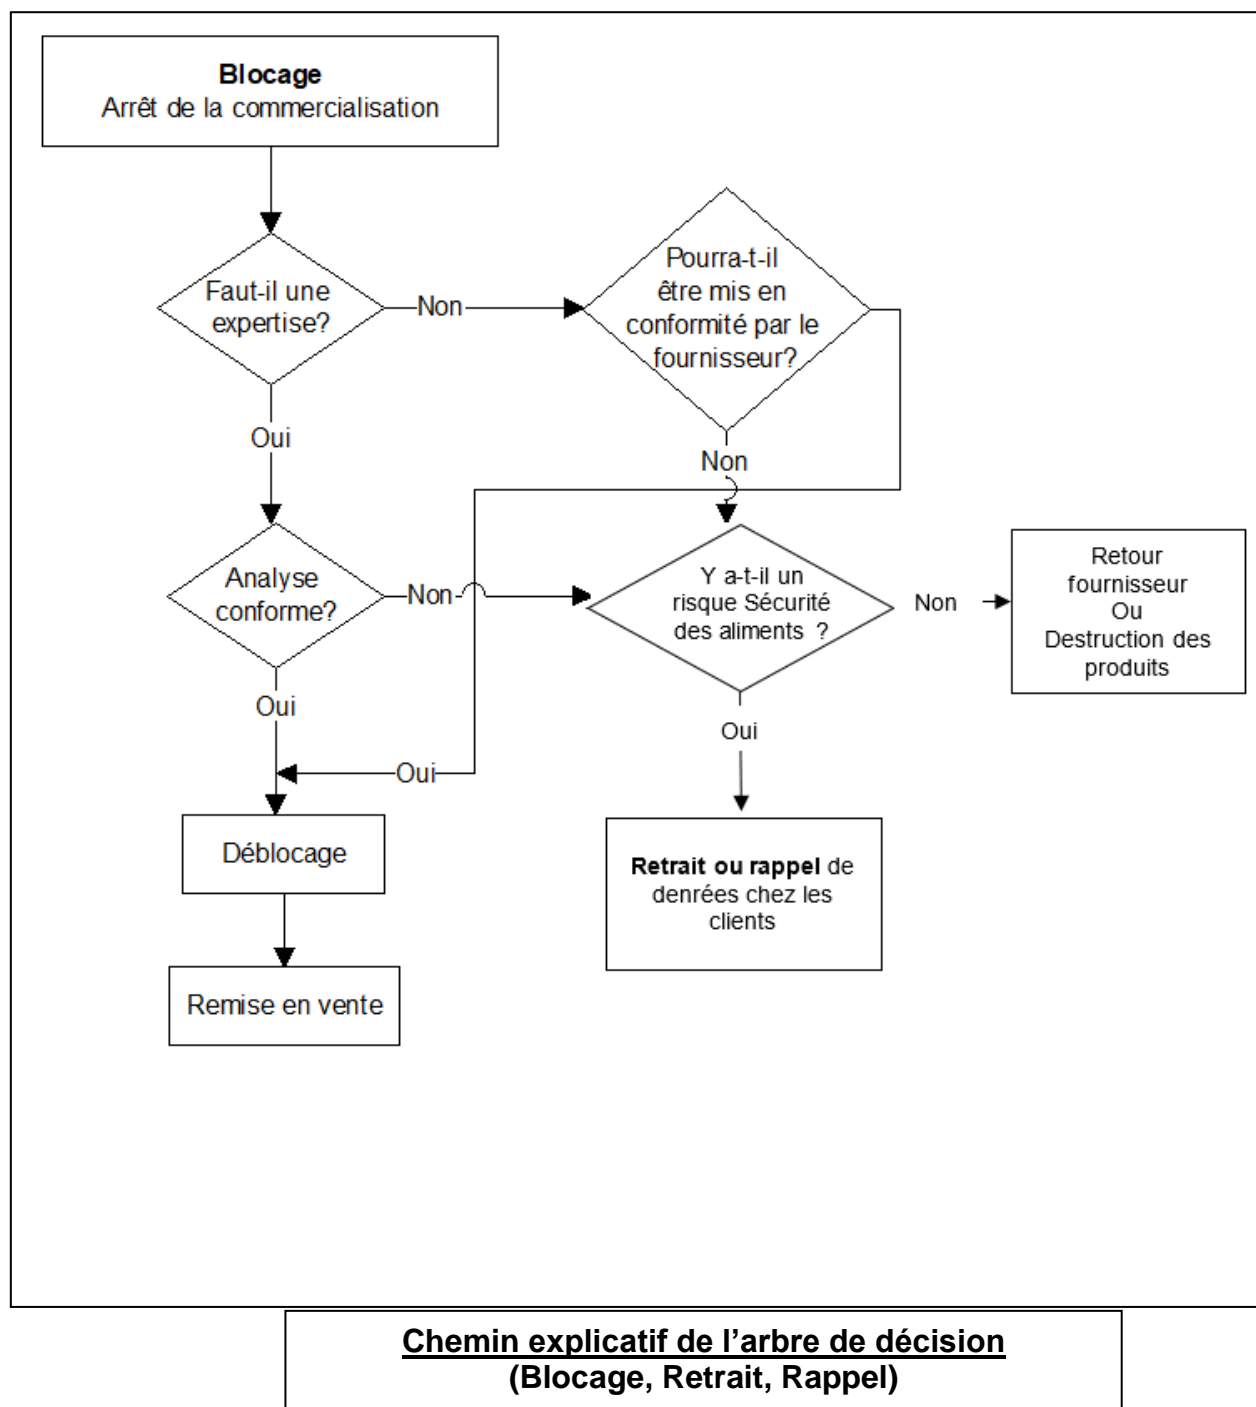 Blocage
Arrêt de la commercialisation
Faut-il une
expertise?
Non
Pourra-t-il
être mis en
conformité par le
fournisseur?
Oui
Non
Analyse
conforme?
Non
Y a-t-il un
risque Sécurité
des aliments ?
Non
Retour
fournisseur
Ou
Destruction des
produits
Oui
Oui
Oui
Déblocage
Retrait ou rappel de
denrées chez les
clients
Remise en vente
Chemin explicatif de l’arbre de décision
(Blocage, Retrait, Rappel)